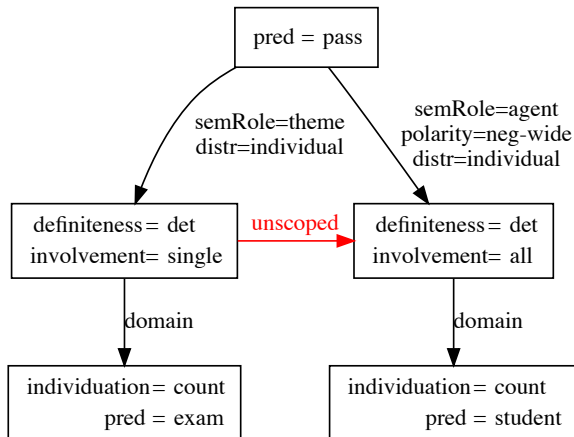 pred = pass
semRole=theme
distr=individual
semRole=agent
polarity=neg-wide
distr=individual
definiteness= det
involvement= single
unscoped
definiteness= det
involvement= all
domain
domain
individuation= count
pred = exam
individuation= count
pred = student